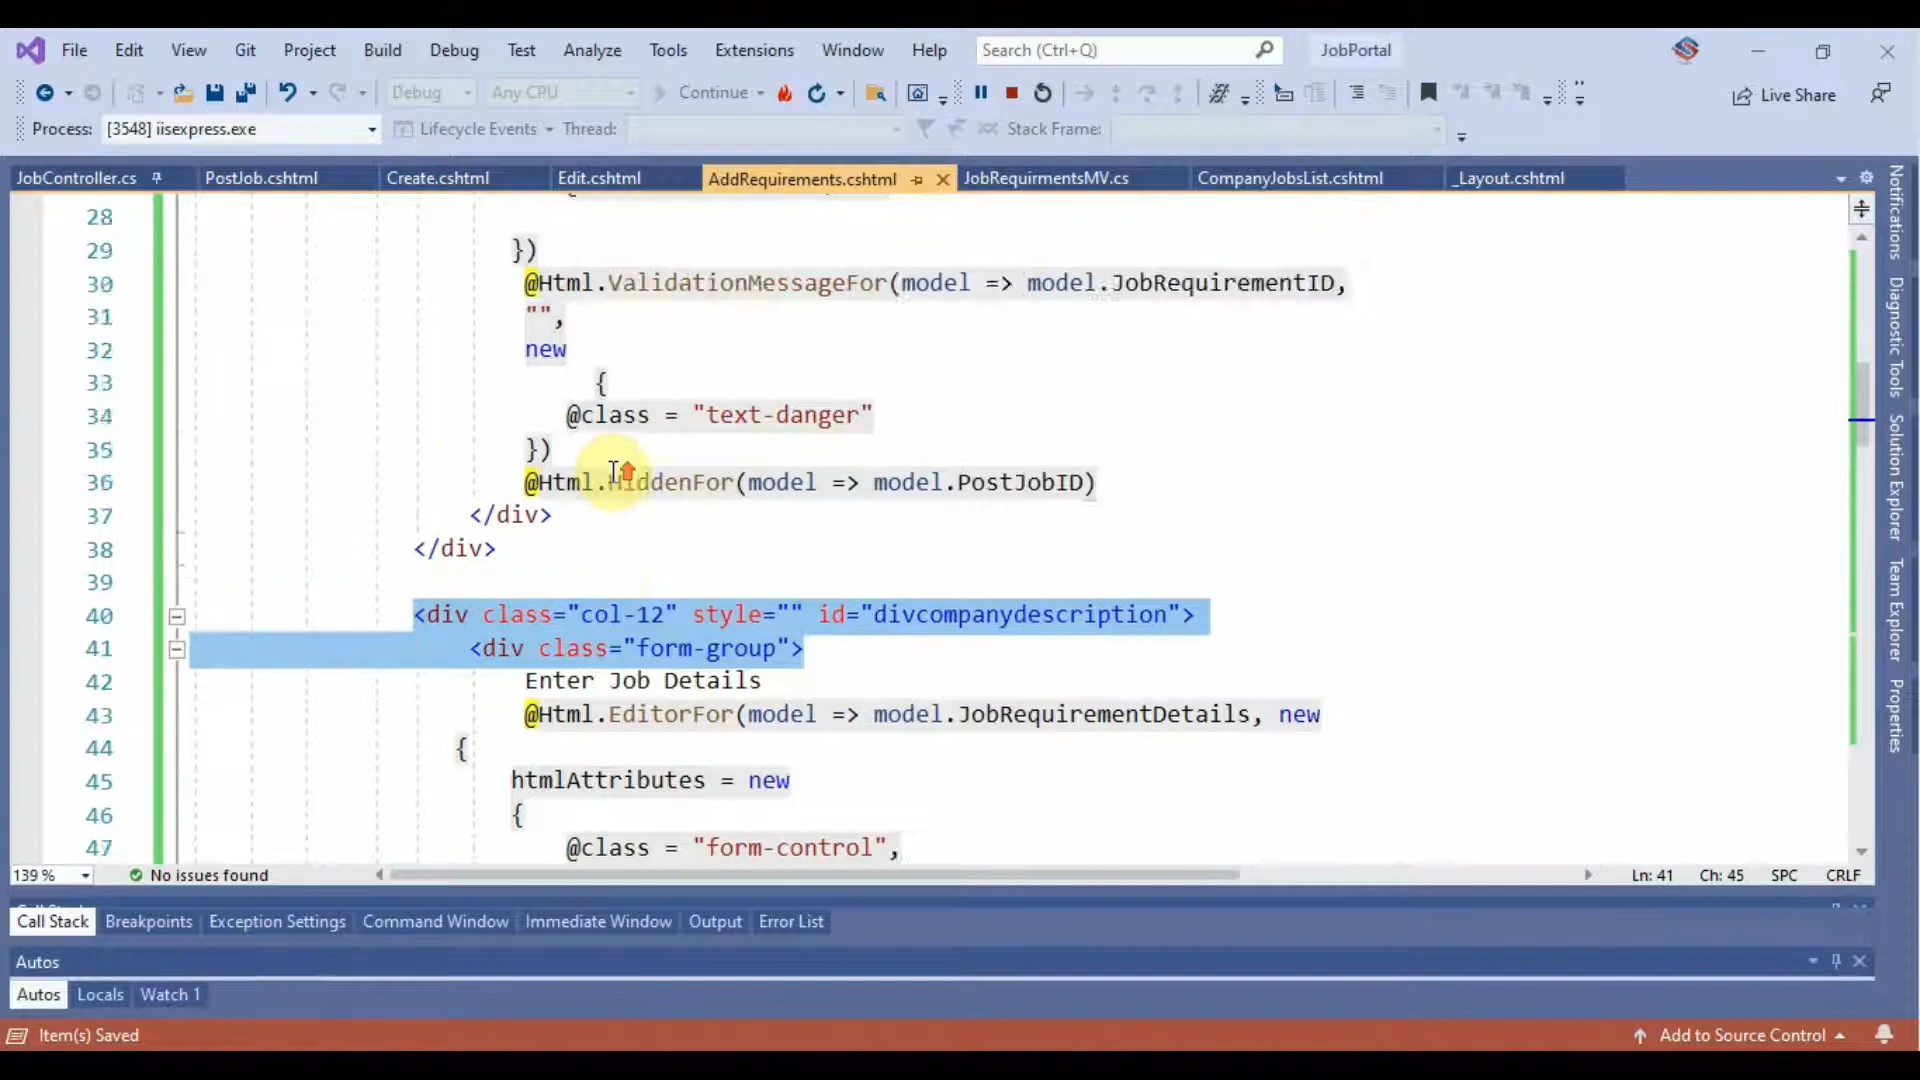 File Edit View Git Project Build Debug Test Analyze Tools Extensions Window Help Search (Ctrl+Q) JobPortal
Debug Any CPU Continue Live Share
Process: [3548] iisexpress.exe Lifecycle Events Thread: Stack Frame:
JobController.cs PostJob.cshtml Create.cshtml Edit.cshtml AddRequirements.cshtml JobRequirmentsMV.cs CompanyJobsList.cshtml _Layout.cshtml
28
29 })
30 @Html.ValidationMessageFor(model => model.JobRequirementID,
31 "",
32 new
33 {
34 @class = "text-danger"
35 })
36 @Html.HiddenFor(model => model.PostJobID)
37 </div>
38 </div>
39
40 <div class="col-12" style="" id="divcompanydescription">
41 <div class="form-group">
42 Enter Job Details
43 @Html.EditorFor(model => model.JobRequirementDetails, new
44 {
45 htmlAttributes = new
46 {
47 @class = "form-control",
139 % No issues found Ln: 41 Ch: 45 SPC CRLF
Call Stack Breakpoints Exception Settings Command Window Immediate Window Output Error List
Autos
Autos Locals Watch 1
Item(s) Saved Add to Source Control
Notifications
Diagnostic Tools
Solution Explorer
Team Explorer
Properties